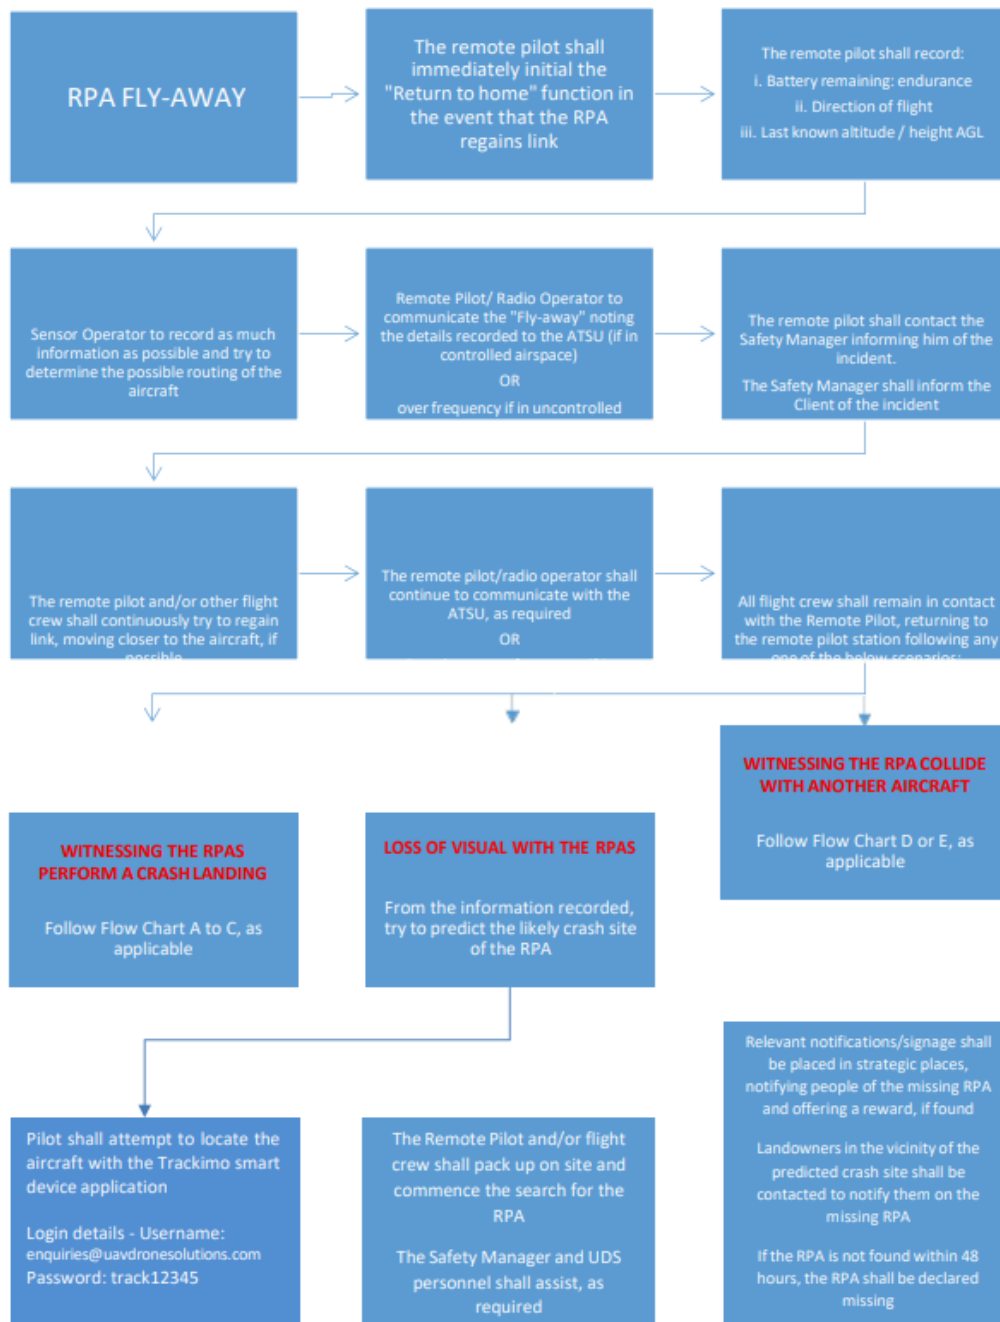 RPA FLY-AWAY
The remote pilot shall
immediately initial the
"Return to home" function in
the event that the RPA
regains link
The remote pilot shall record:
i. Battery remaining: endurance
ii. Direction of flight
iii. Last known altitude / height AGL
Sensor Operator to record as much
information as possible and try to
determine the possible routing of the
aircraft
Remote Pilot/ Radio Operator to
communicate the "Fly-away" noting
the details recorded to the ATSU (if in
controlled airspace)
OR
over frequency if in uncontrolled
The remote pilot shall contact the
Safety Manager informing him of the
incident.
The Safety Manager shall inform the
Client of the incident
The remote pilot and/or other flight
crew shall continuously try to regain
link, moving closer to the aircraft, if
possible
The remote pilot/radio operator shall
continue to communicate with the
ATSU, as required
OR
All flight crew shall remain in contact
with the Remote Pilot, returning to
the remote pilot station following any
one of the below scenarios:
WITNESSING THE RPA COLLIDE
WITH ANOTHER AIRCRAFT
Follow Flow Chart D or E, as
applicable
WITNESSING THE RPAS
PERFORM A CRASH LANDING
Follow Flow Chart A to C, as
applicable
LOSS OF VISUAL WITH THE RPAS
From the information recorded,
try to predict the likely crash site
of the RPA
Pilot shall attempt to locate the
aircraft with the Trackimo smart
device application
Login details - Username:
enquiries@uavdronesolutions.com
Password: track12345
The Remote Pilot and/or flight
crew shall pack up on site and
commence the search for the
RPA
The Safety Manager and UDS
personnel shall assist, as
required
Relevant notifications/signage shall
be placed in strategic places,
notifying people of the missing RPA
and offering a reward, if found
Landowners in the vicinity of the
predicted crash site shall be
contacted to notify them on the
missing RPA
If the RPA is not found within 48
hours, the RPA shall be declared
missing